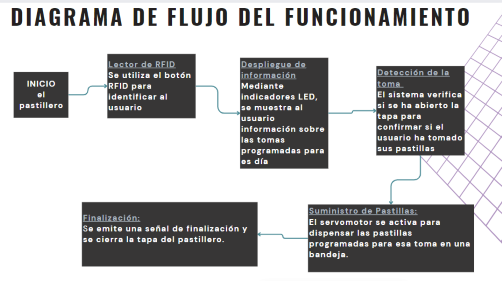 DIAGRAMA DE FLUJO DEL FUNCIONAMIENTO
INICIO
el
pastillero
Lector de RFID
Se utiliza el botón
RFID para
identificar al
usuario
Despliegue de
información
Mediante
indicadores LED,
se muestra al
usuario
información sobre
las tomas
programadas para
es día
Detección de la
toma
El sistema verifica
si se ha abierto la
tapa para
confirmar si el
usuario ha tomado
sus pastillas
Suministro de Pastillas:
El servomotor se activa para
dispensar las pastillas
programadas para esa toma en una
bandeja.
Finalización:
Se emite una señal de finalización y
se cierra la tapa del pastillero.